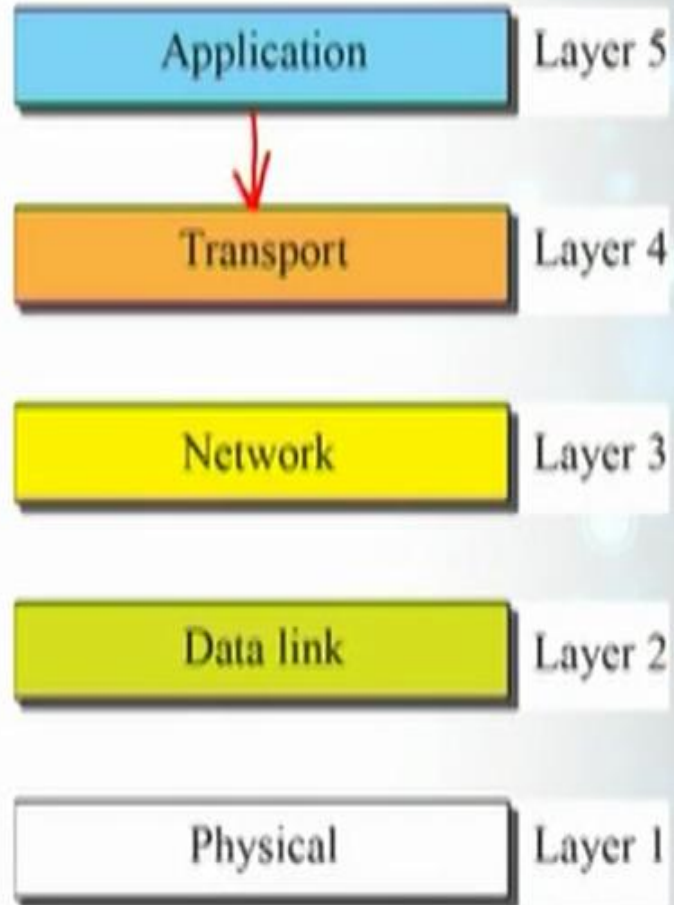 Application Layer 5
Transport Layer 4
Network Layer 3
Data link Layer 2
Physical Layer 1